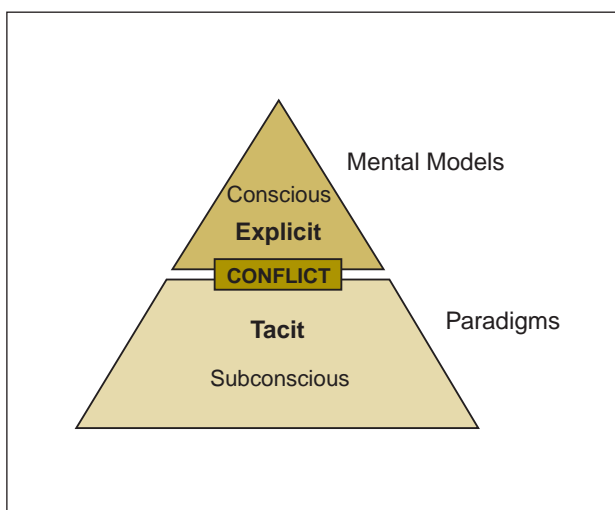 Mental Models
Conscious
Explicit
CONFLICT
Paradigms
Tacit
Subconscious